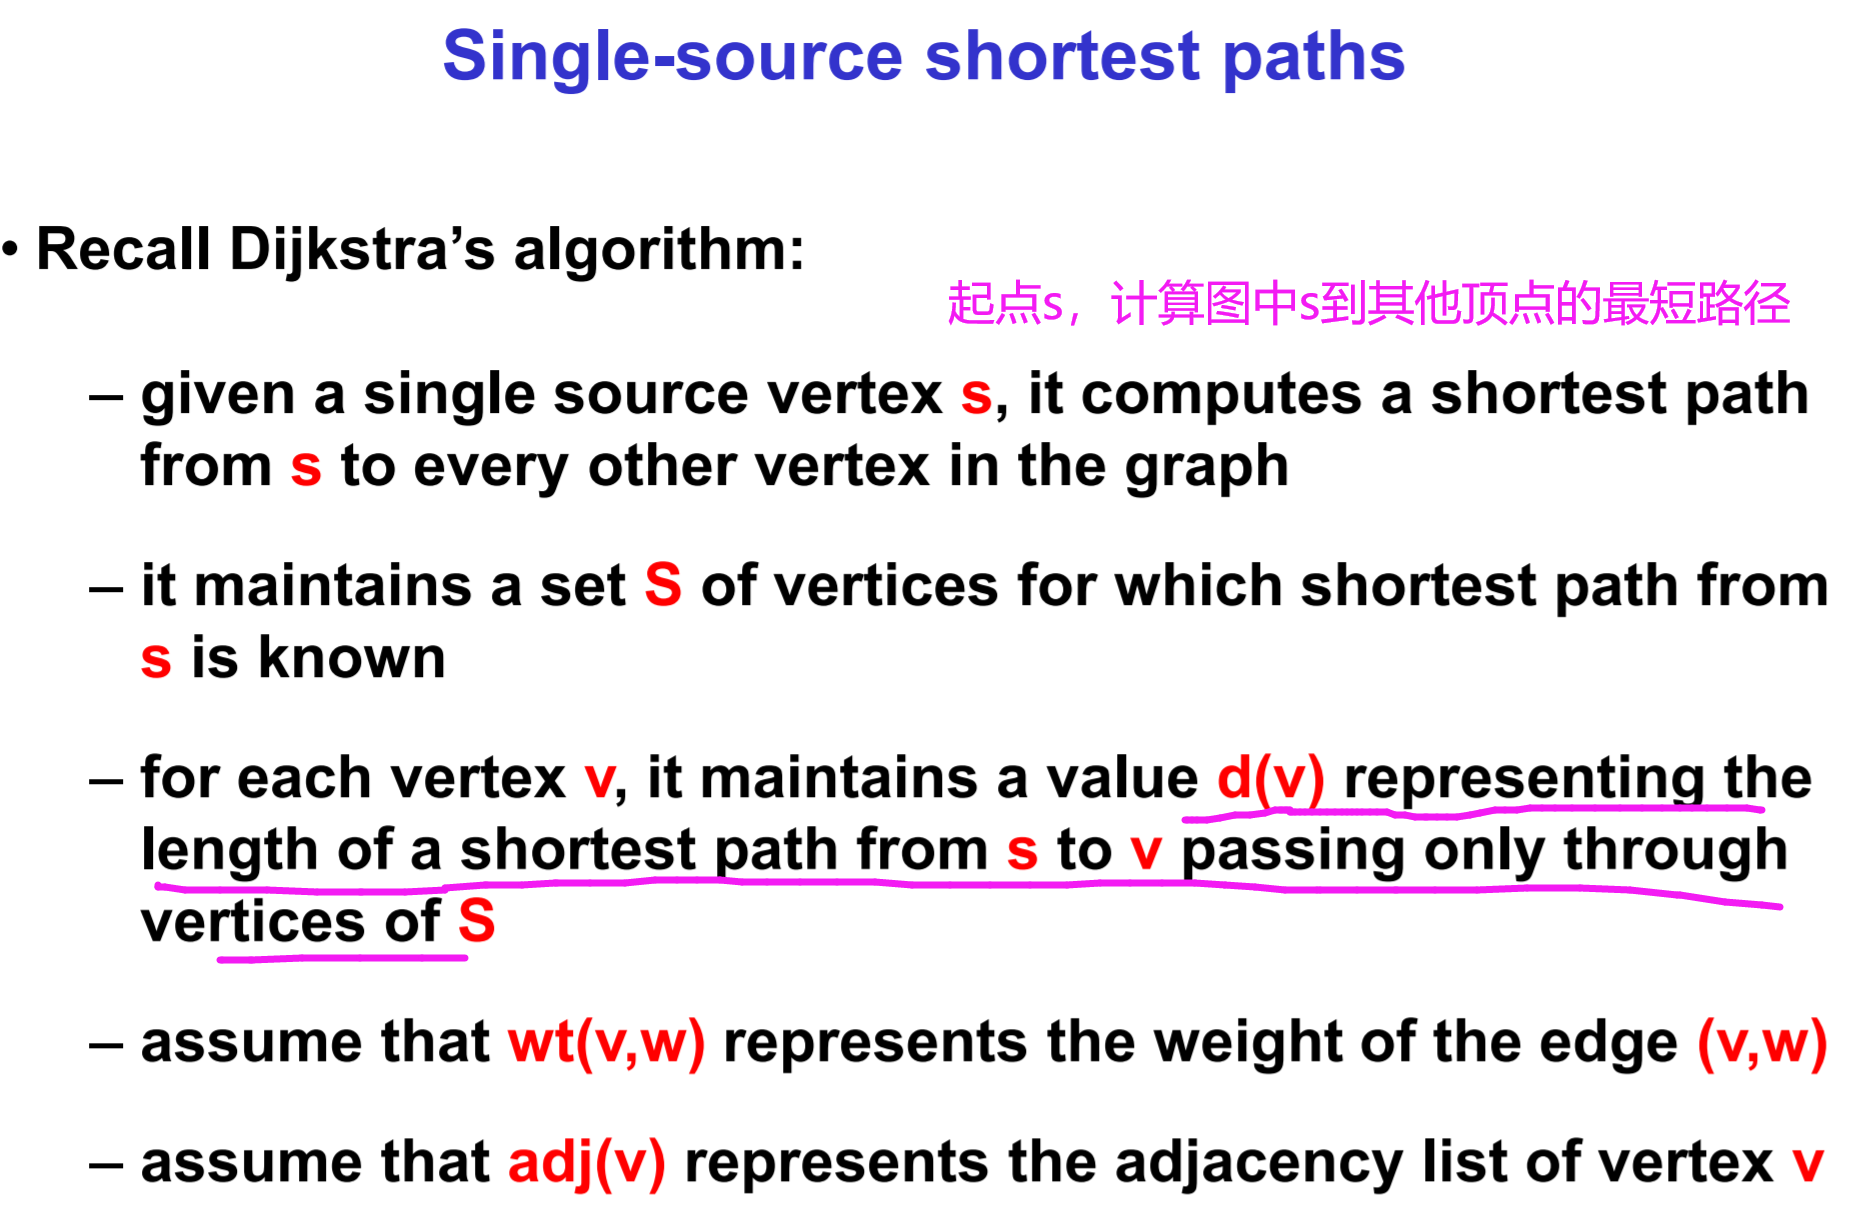 Single-source shortest paths
• Recall Dijkstra’s algorithm:
起点s，计算图中s到其他顶点的最短路径
– given a single source vertex s, it computes a shortest path
from s to every other vertex in the graph
– it maintains a set S of vertices for which shortest path from
s is known
– for each vertex v, it maintains a value d(v) representing the
length of a shortest path from s to v passing only through
vertices of S
– assume that wt(v,w) represents the weight of the edge (v,w)
– assume that adj(v) represents the adjacency list of vertex v